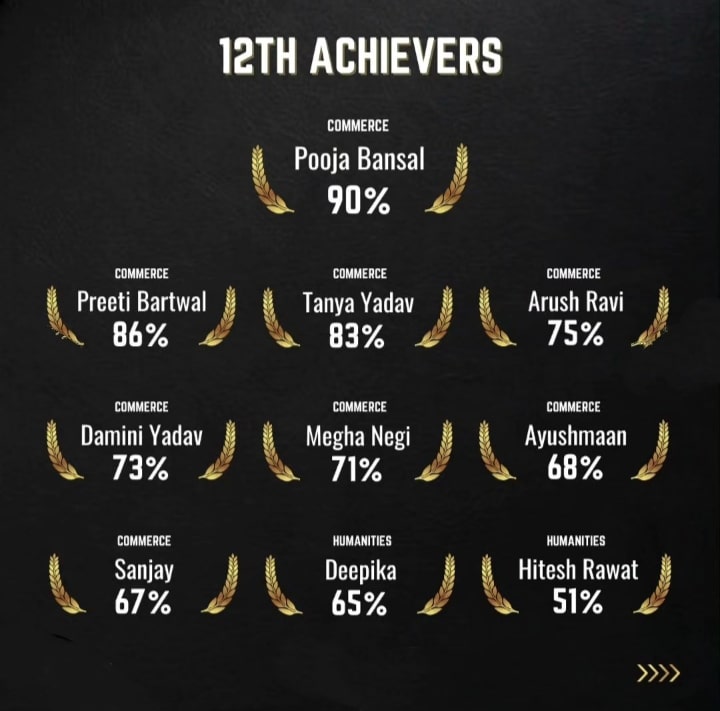 12TH ACHIEVERS
COMMERCE
Pooja Bansal
90%
COMMERCE
Preeti Bartwal
86%
COMMERCE
Tanya Yadav
83%
COMMERCE
Arush Ravi
75%
COMMERCE
Damini Yadav
73%
COMMERCE
Megha Negi
71%
COMMERCE
Ayushmaan
68%
COMMERCE
Sanjay
67%
HUMANITIES
Deepika
65%
HUMANITIES
Hitesh Rawat
51%